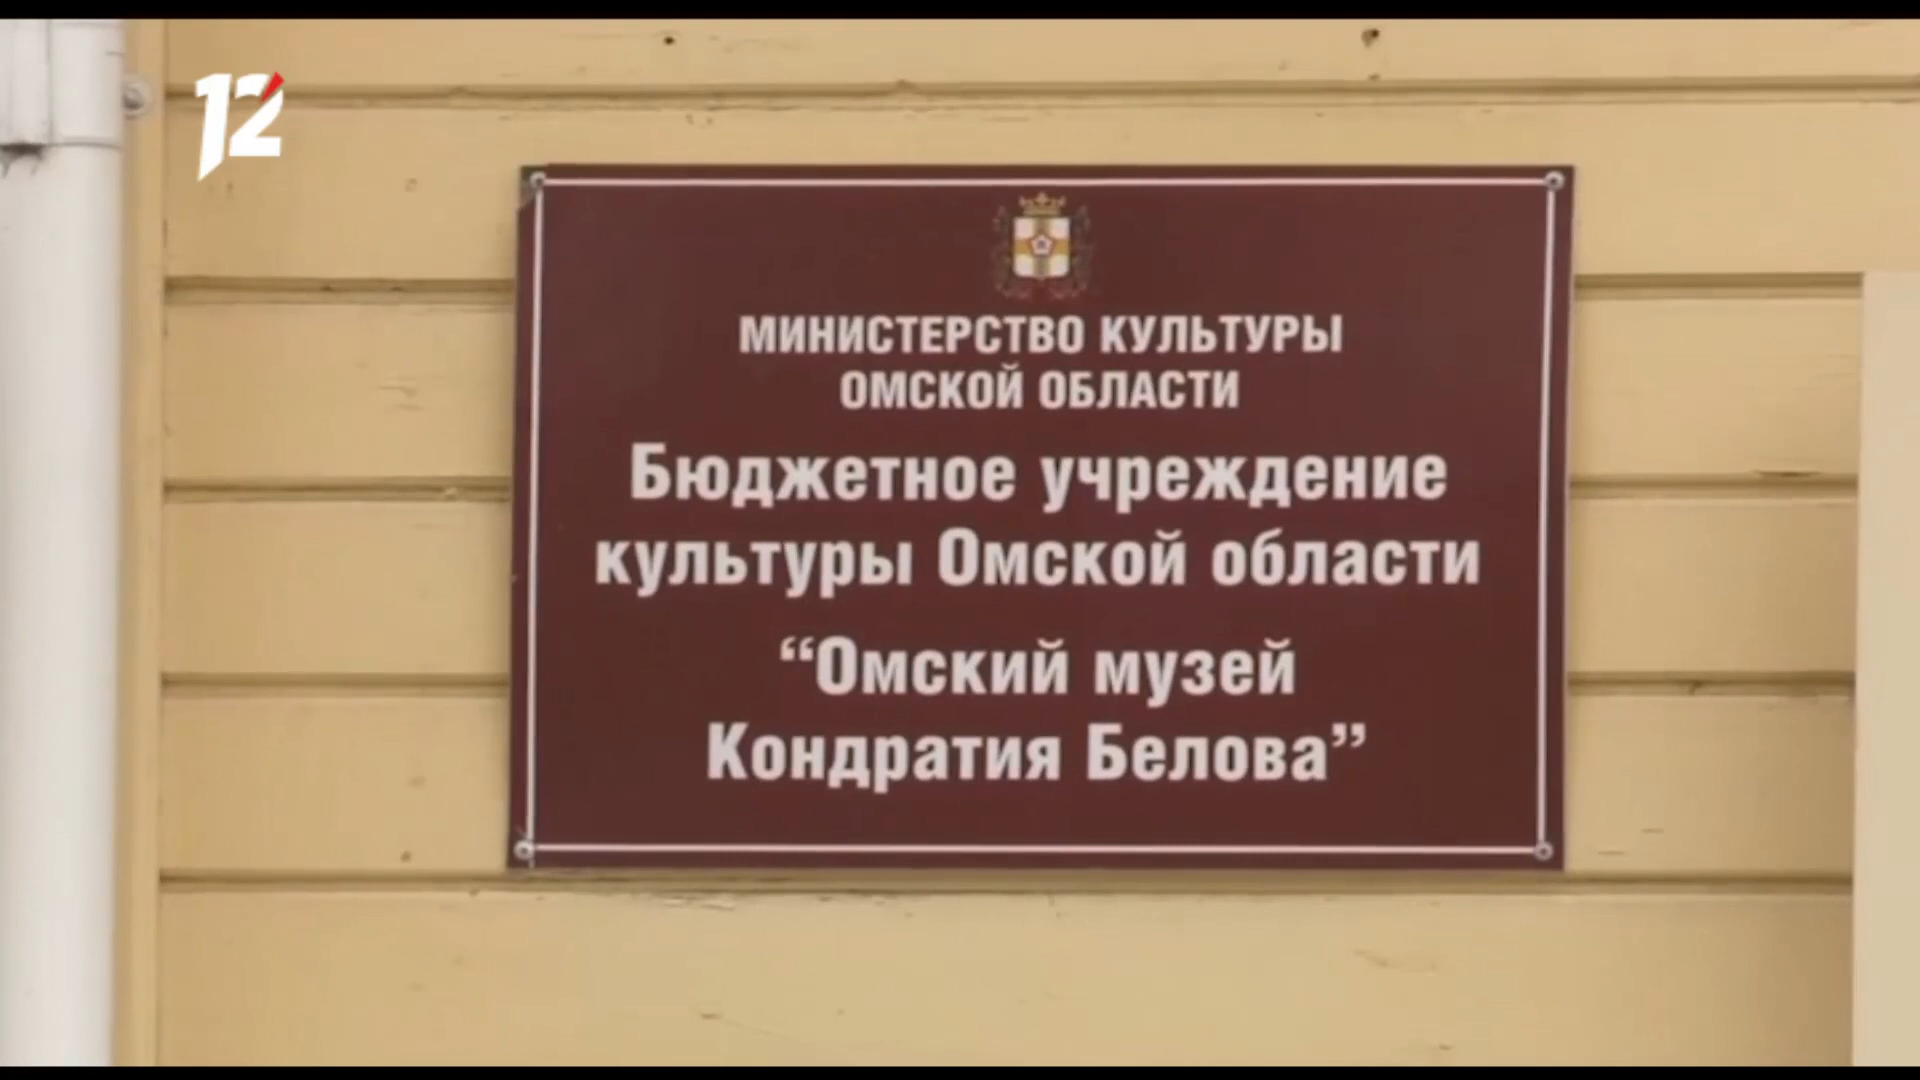 12
МИНИСТЕРСТВО КУЛЬТУРЫ
ОМСКОЙ ОБЛАСТИ
Бюджетное учреждение
культуры Омской области
“Омский музей
Кондратия Белова”